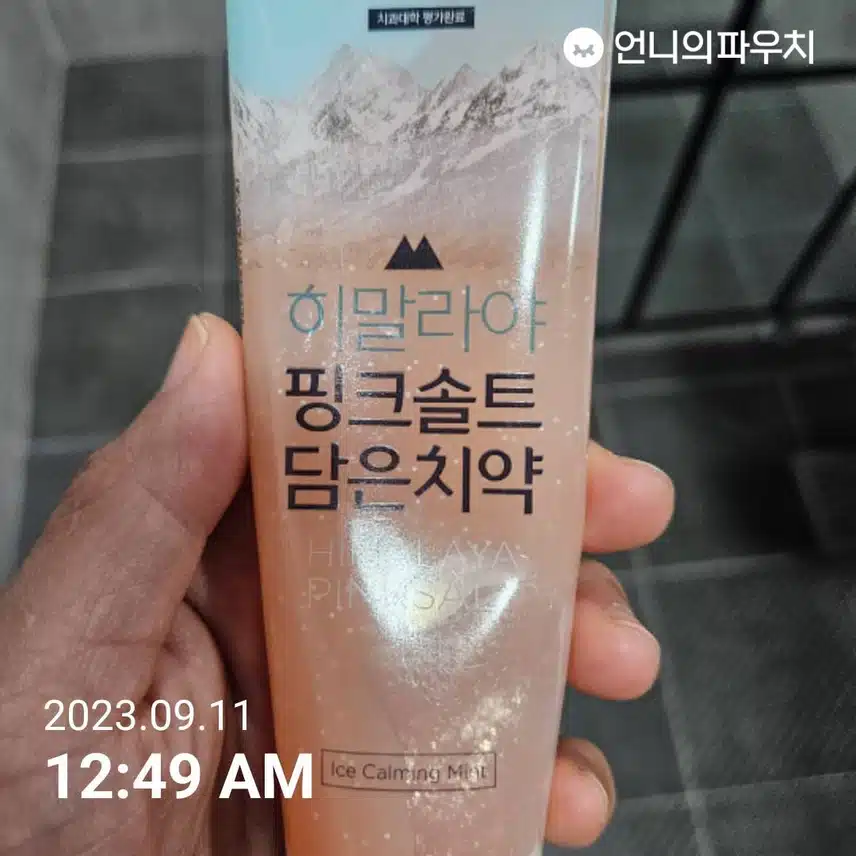 치과대학 평가완료
언니의파우치
히말라야
핑크솔트
담은치약
HIMALAYA
PINK SALT
2023.09.11
12:49 AM
Ice Calming Mint